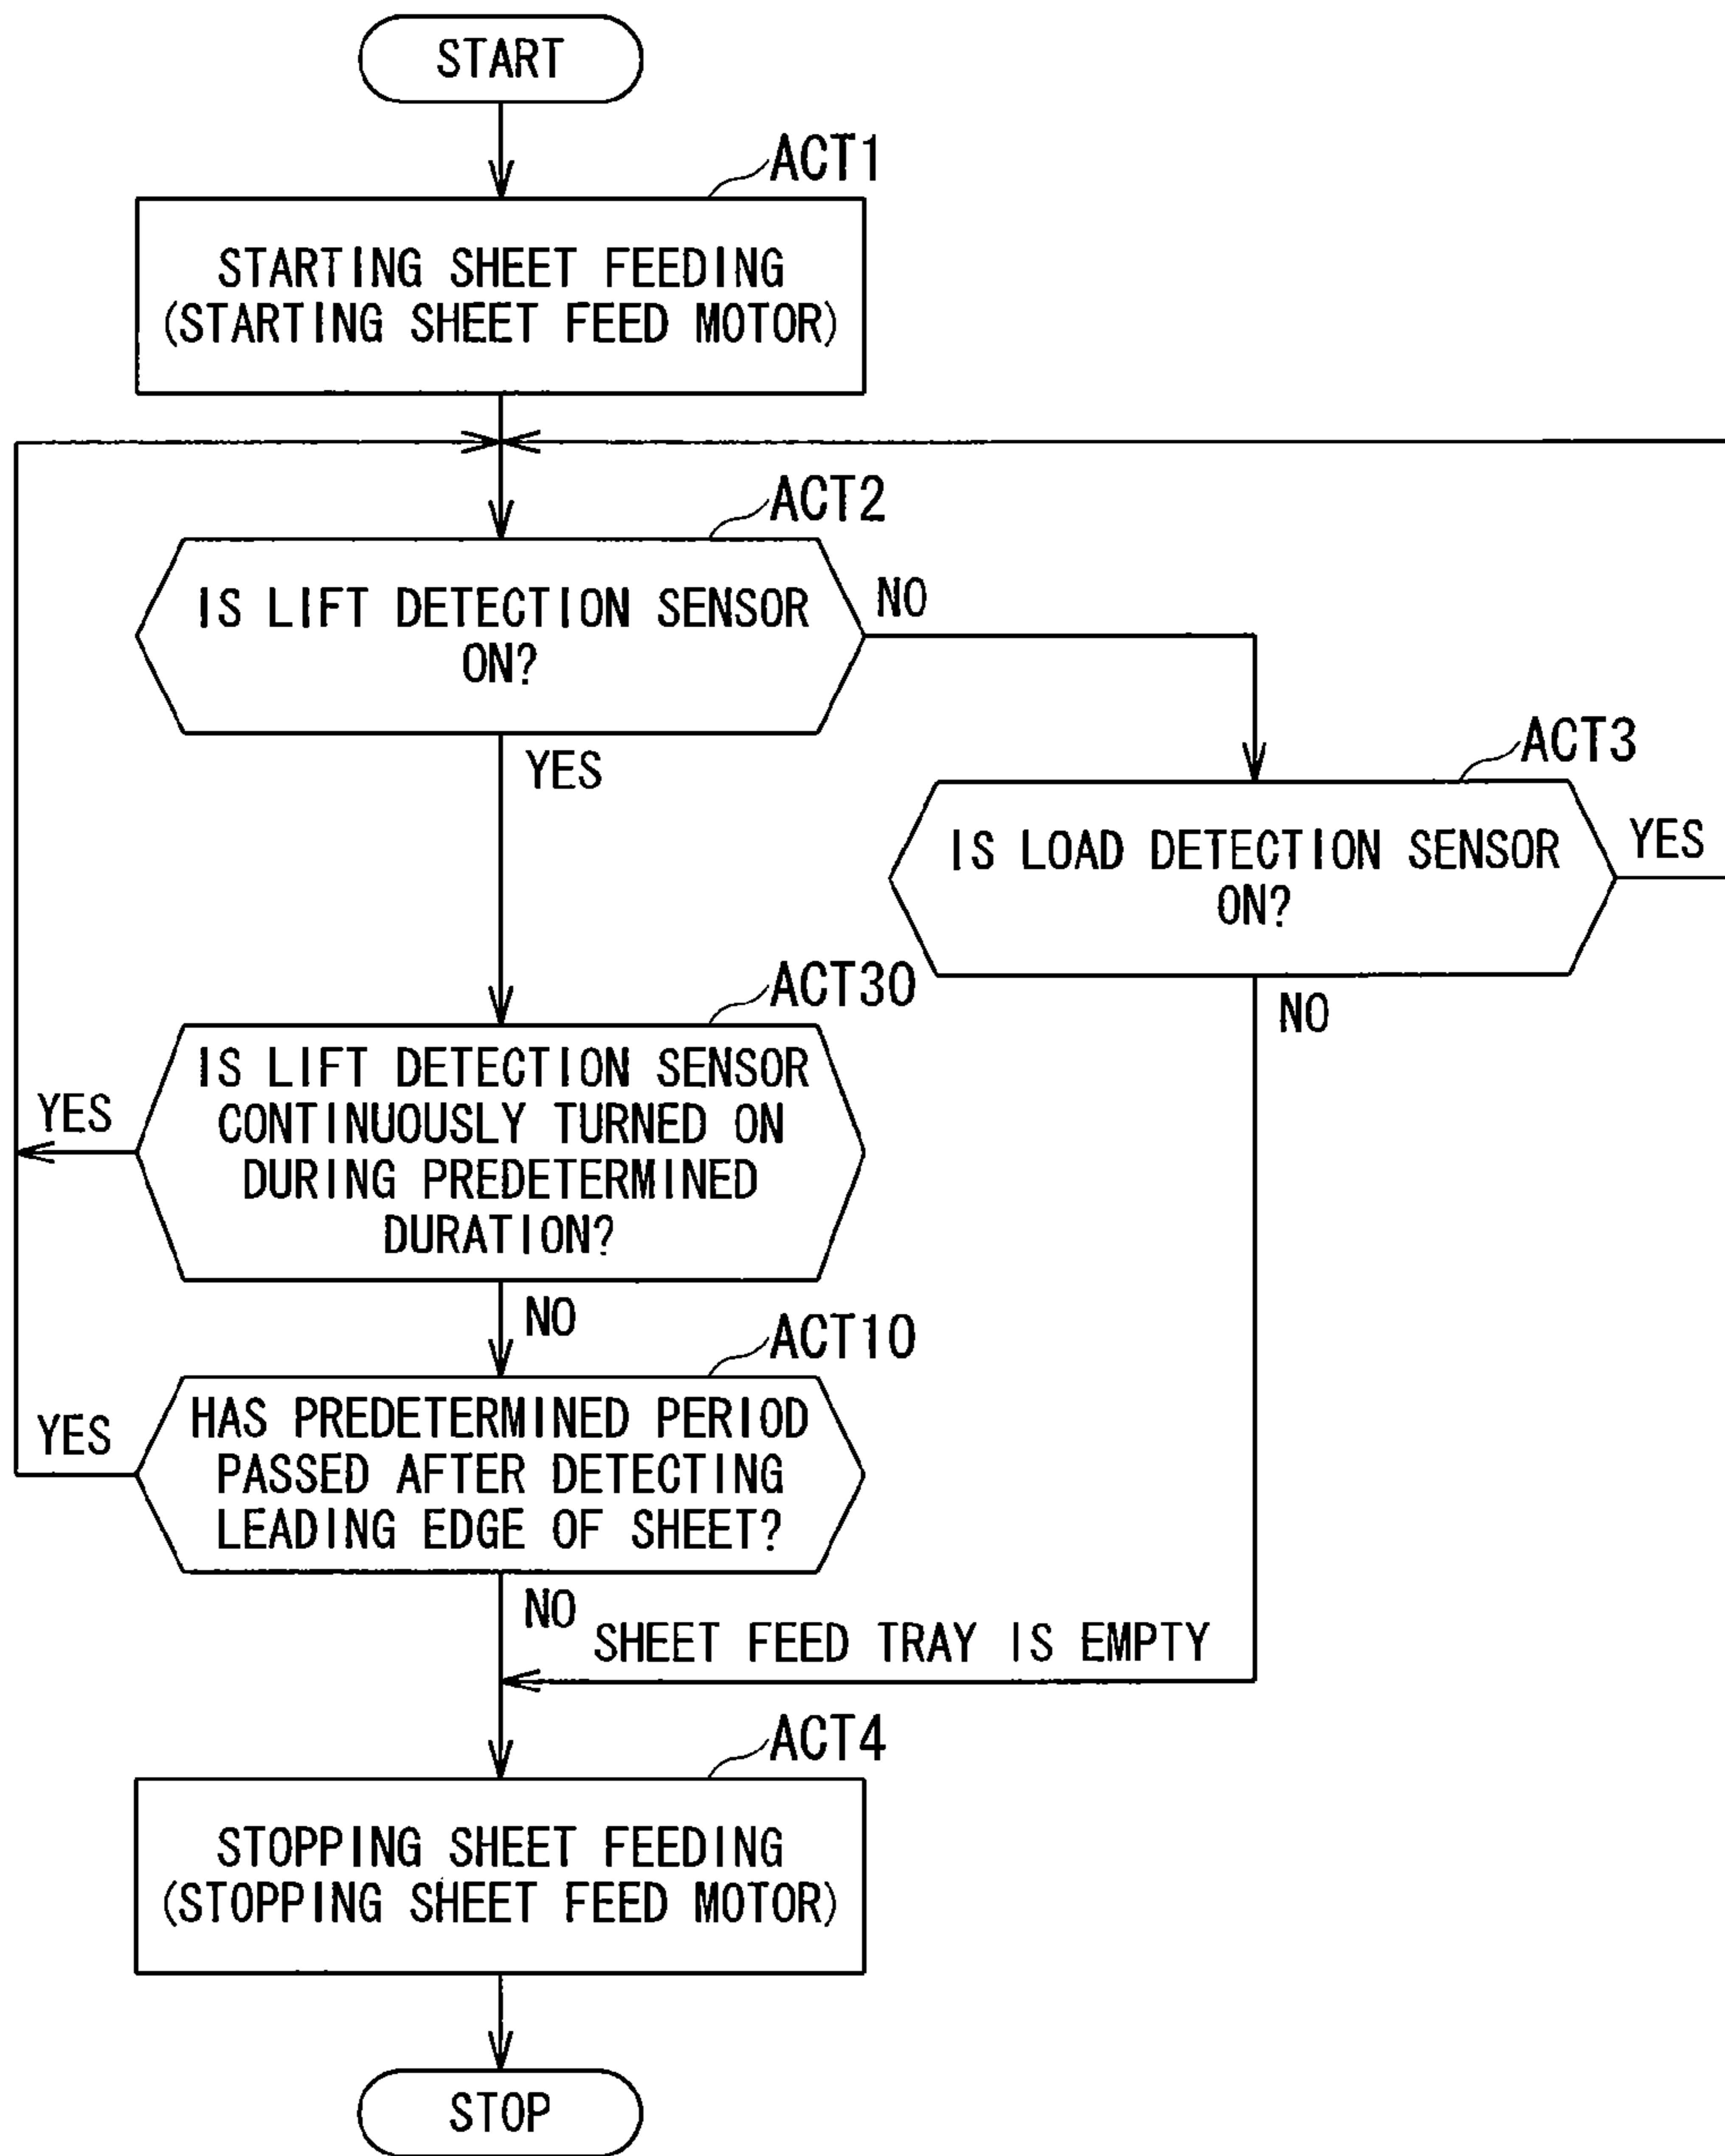 START
ACT1
STARTING SHEET FEEDING
(STARTING SHEET FEED MOTOR)
ACT2
IS LIFT DETECTION SENSOR
ON?
NO
YES
ACT3
IS LOAD DETECTION SENSOR
ON?
YES
NO
ACT30
IS LIFT DETECTION SENSOR
CONTINUOUSLY TURNED ON
DURING PREDETERMINED
DURATION?
YES
NO
ACT10
HAS PREDETERMINED PERIOD
PASSED AFTER DETECTING
LEADING EDGE OF SHEET?
YES
NO
SHEET FEED TRAY IS EMPTY
ACT4
STOPPING SHEET FEEDING
(STOPPING SHEET FEED MOTOR)
STOP